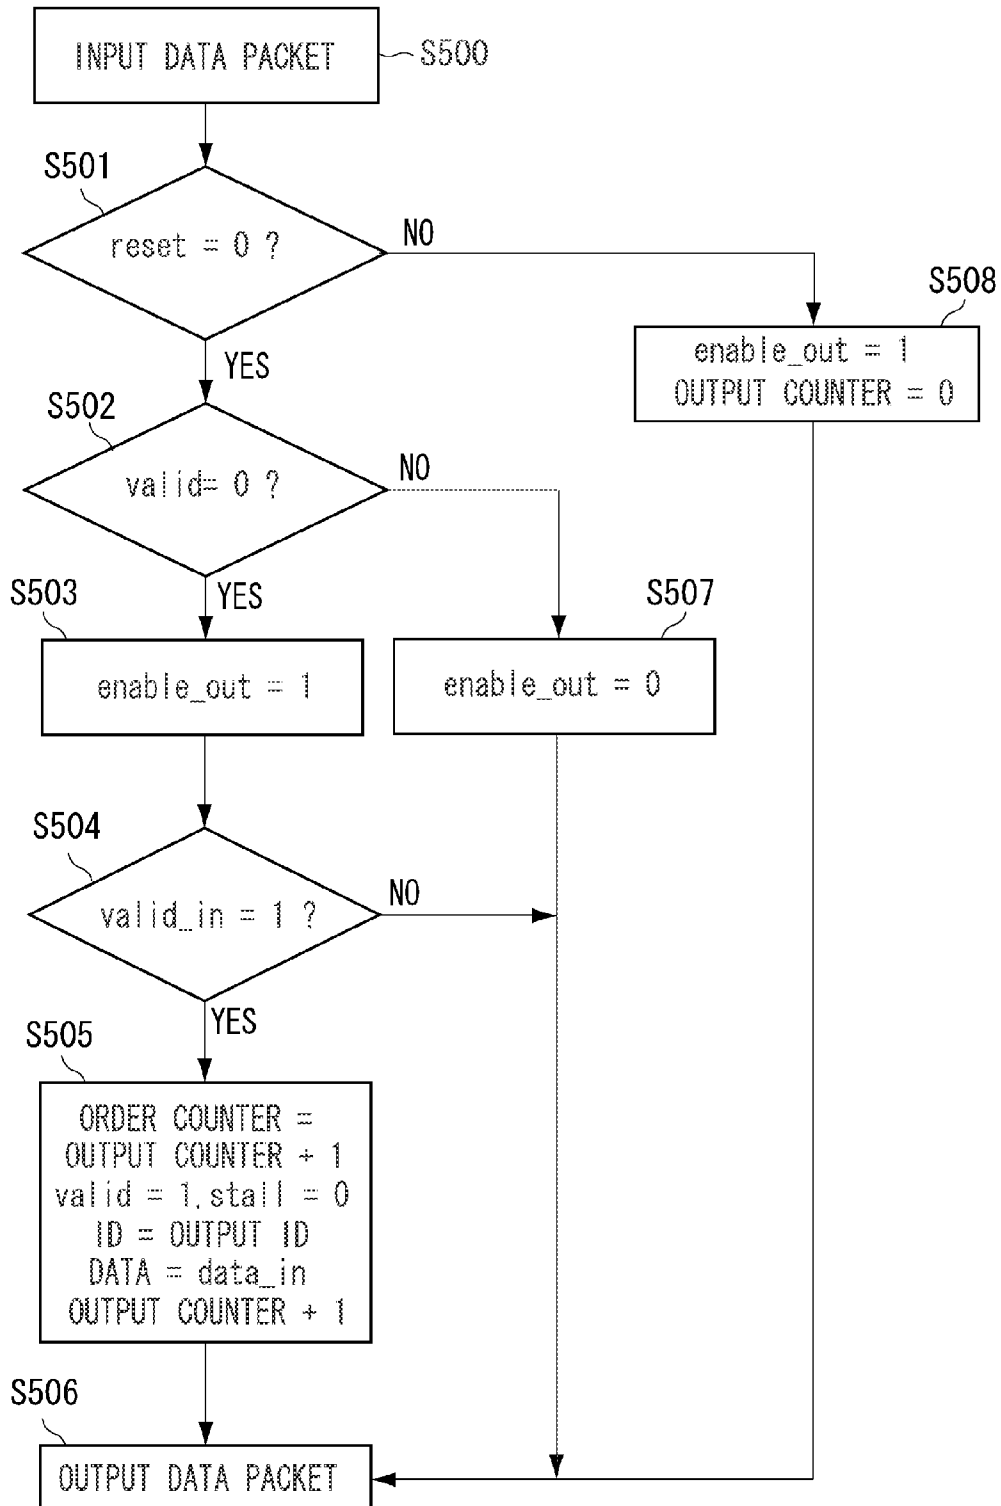 INPUT DATA PACKET
S500
S501
reset = 0 ?
NO
YES
S508
enable_out = 1
OUTPUT COUNTER = 0
S502
valid= 0 ?
NO
YES
S503
enable_out = 1
S507
enable_out = 0
S504
valid_in = 1 ?
NO
YES
S505
ORDER COUNTER =
OUTPUT COUNTER + 1
valid = 1,stall = 0
ID = OUTPUT ID
DATA = data_in
OUTPUT COUNTER + 1
S506
OUTPUT DATA PACKET